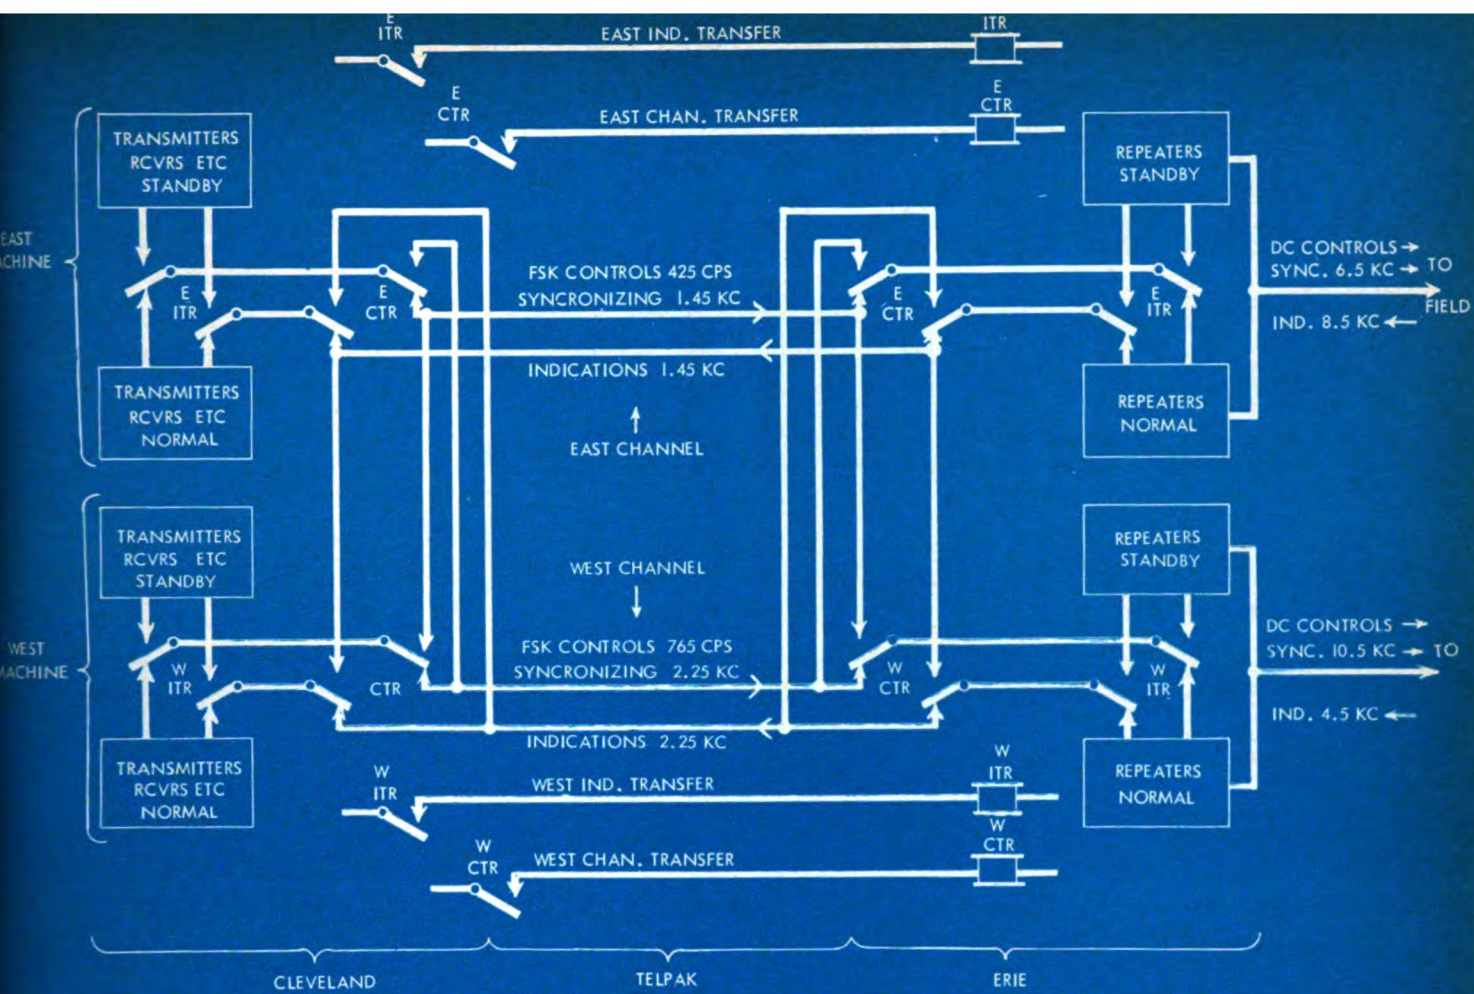 E
ITR
EAST IND. TRANSFER
ITR
E
CTR
EAST CHAN. TRANSFER
E
CTR
TRANSMITTERS
RCVRS ETC
STANDBY
REPEATERS
STANDBY
EAST
ACHINE
E
ITR
E
CTR
FSK CONTROLS 425 CPS
SYNCRONIZING 1.45 KC
E
CTR
E
ITR
DC CONTROLS →
SYNC. 6.5 KC → TO
FIELD
IND. 8.5 KC ←
INDICATIONS 1.45 KC
TRANSMITTERS
RCVRS ETC
NORMAL
REPEATERS
NORMAL
↑
EAST CHANNEL
TRANSMITTERS
RCVRS ETC
STANDBY
WEST CHANNEL
↓
REPEATERS
STANDBY
WEST
MACHINE
W
ITR
CTR
FSK CONTROLS 765 CPS
SYNCRONIZING 2.25 KC
W
CTR
W
ITR
DC CONTROLS →
SYNC. 10.5 KC → TO
IND. 4.5 KC ←
INDICATIONS 2.25 KC
TRANSMITTERS
RCVRS ETC
NORMAL
REPEATERS
NORMAL
W
ITR
WEST IND. TRANSFER
W
ITR
W
CTR
WEST CHAN. TRANSFER
W
CTR
CLEVELAND
TELPAK
ERIE